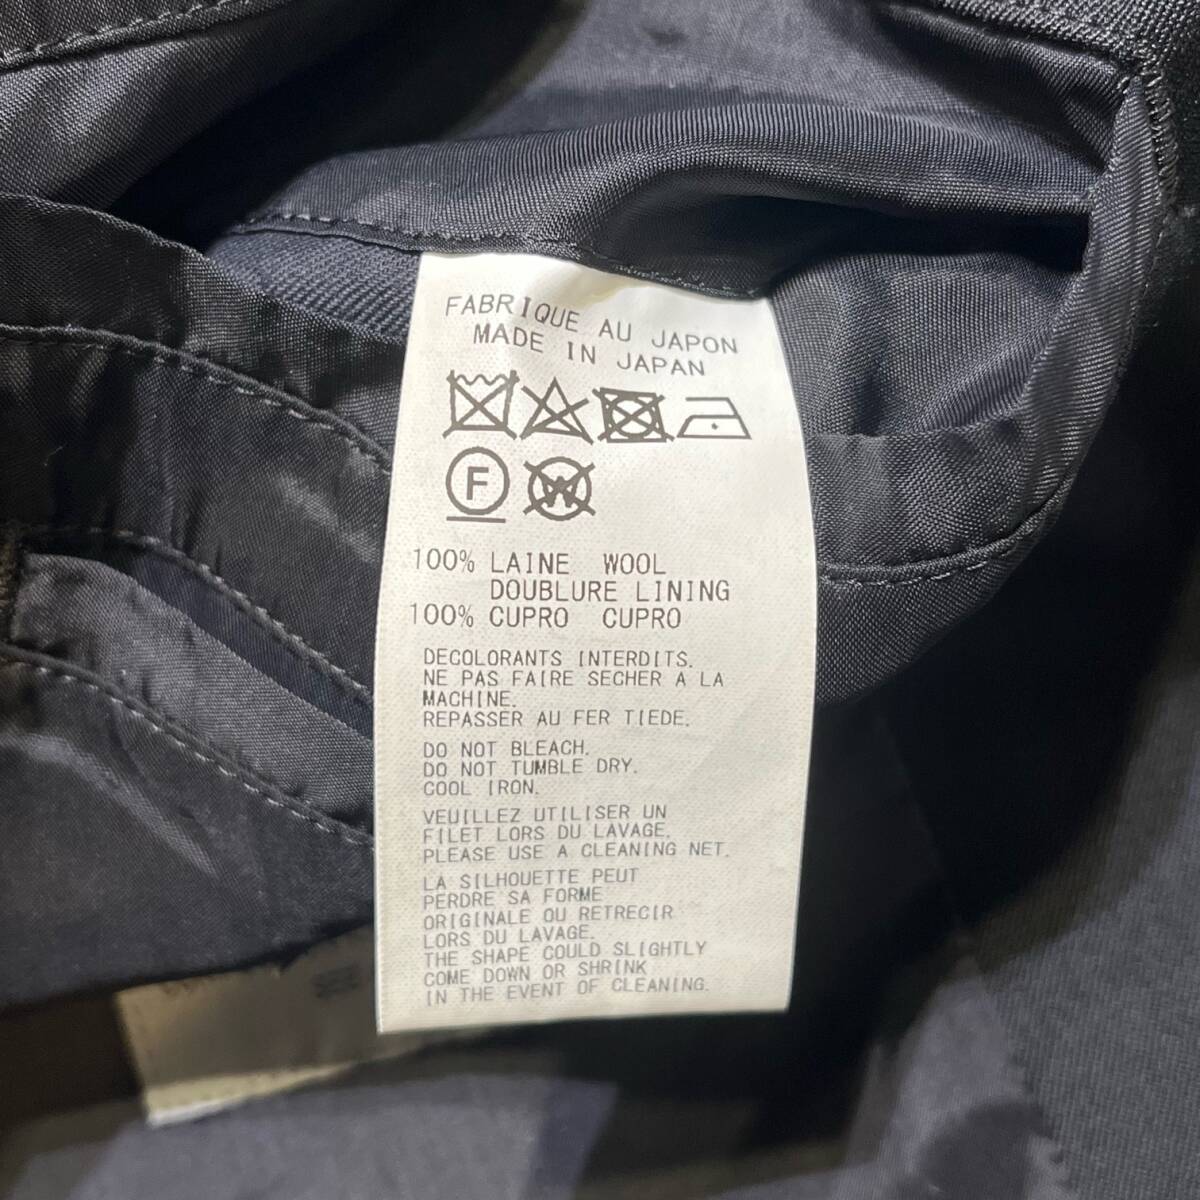 FABRIQUE AU JAPON
MADE IN JAPAN
F W
100% LAINE WOOL
DOUBLURE LINING
100% CUPRO CUPRO
DECOLORANTS INTERDITS.
NE PAS FAIRE SECHER A LA
MACHINE.
REPASSER AU FER TIEDE.
DO NOT BLEACH.
DO NOT TUMBLE DRY.
COOL IRON.
VEUILLEZ UTILISER UN
FILET LORS DU LAVAGE.
PLEASE USE A CLEANING NET.
LA SILHOUETTE PEUT
PERDRE SA FORME
ORIGINALE OU RETRECIR
LORS DU LAVAGE.
THE SHAPE COULD SLIGHTLY
COME DOWN OR SHRINK
IN THE EVENT OF CLEANING.